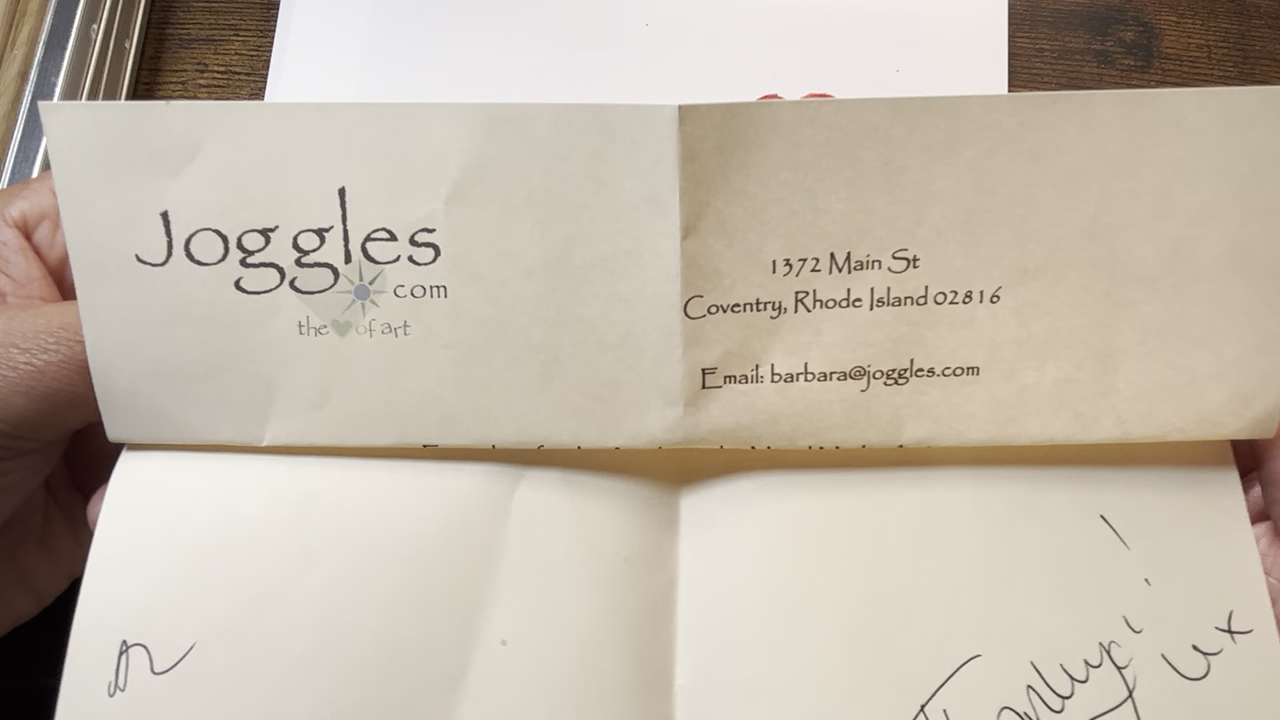 Joggles
com
the of art
1372 Main St
Coventry, Rhode Island 02816
Email: barbara@joggles.com